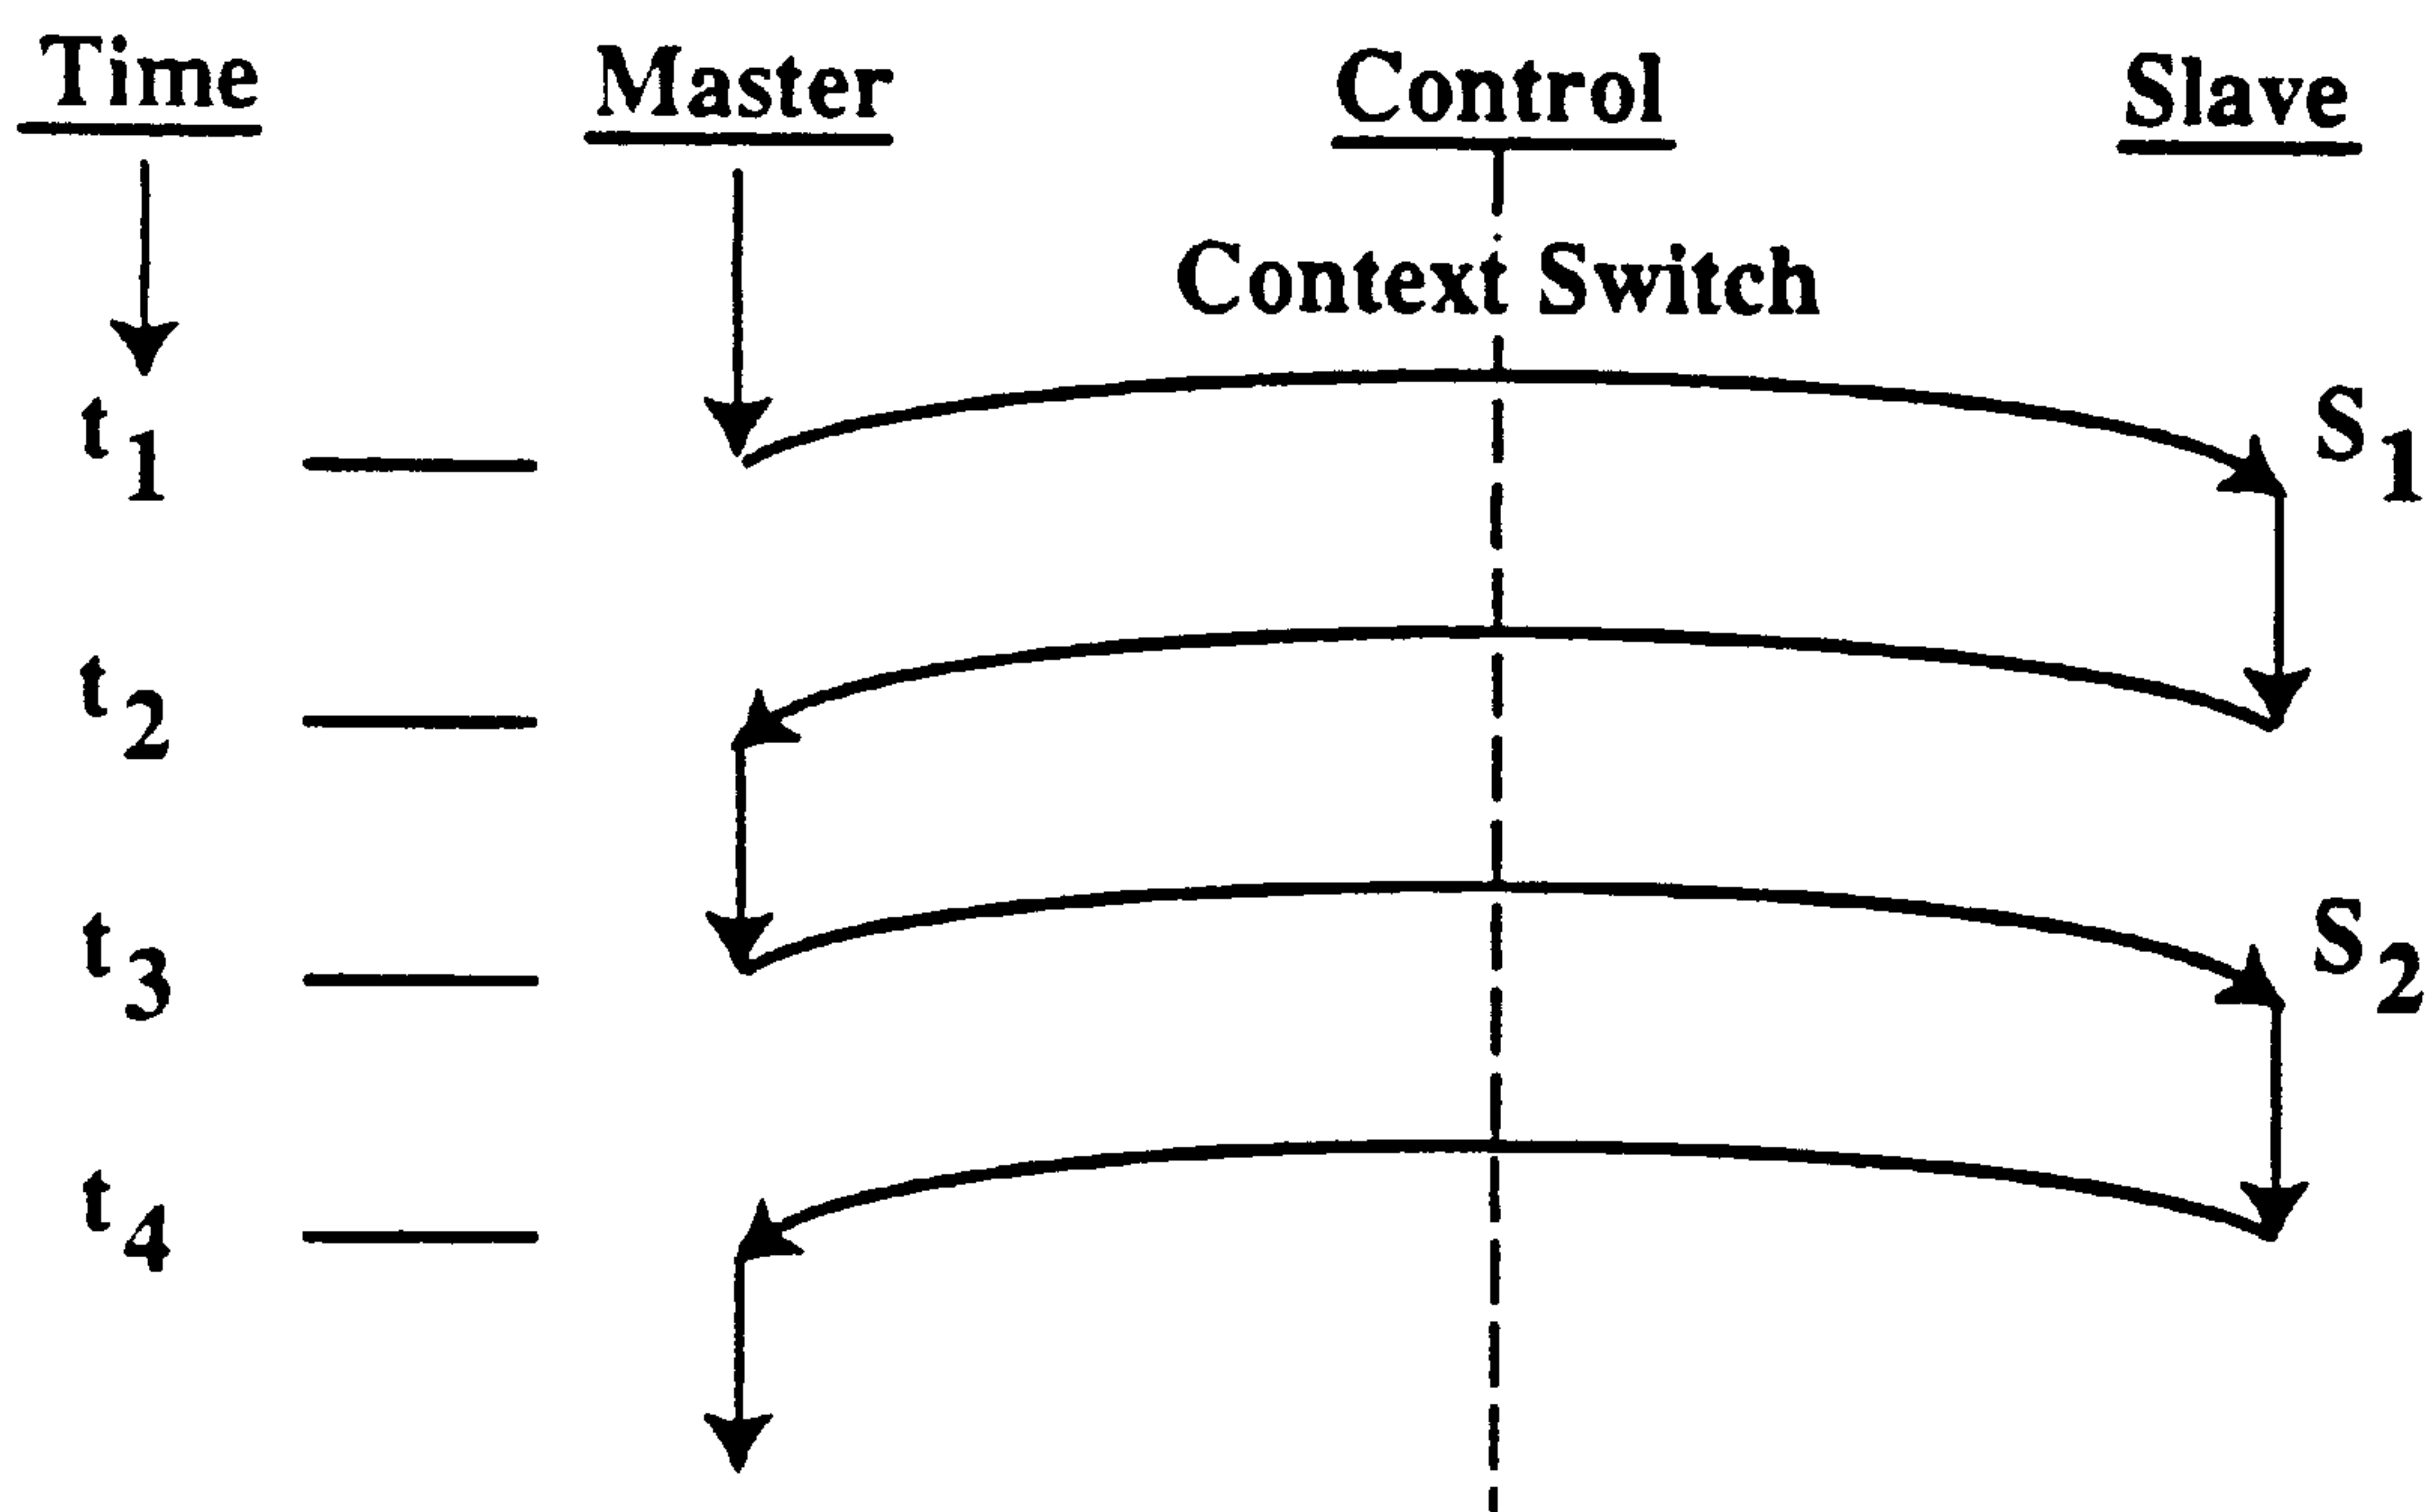 Time Master Control Slave
Context Switch
t1 S1
t2
t3 S2
t4